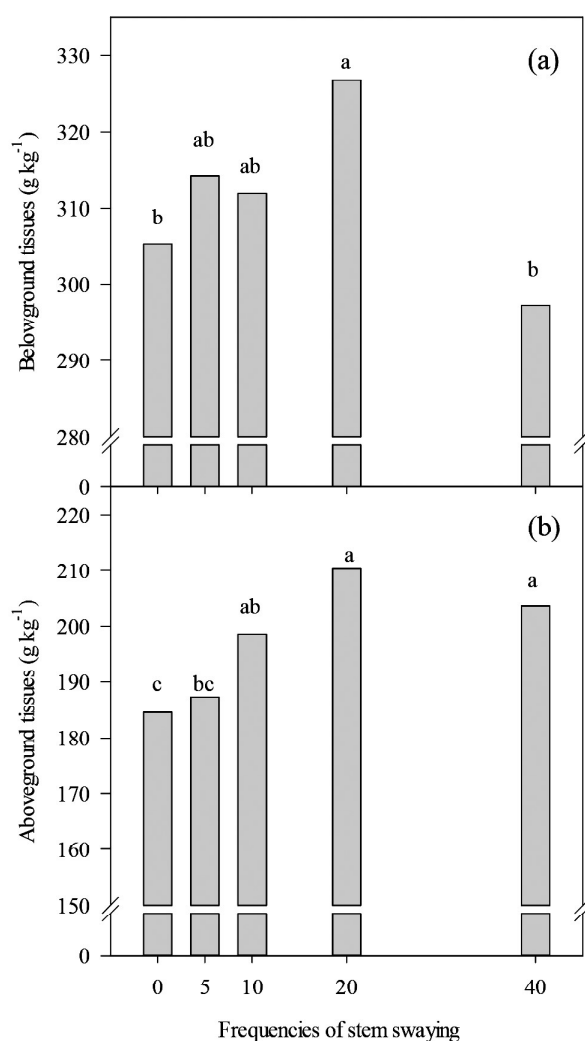 (a)
Belowground tissues (g kg⁻¹)
330
320
310
300
290
280
0
b
ab
ab
a
b
(b)
Aboveground tissues (g kg⁻¹)
220
210
200
190
180
170
160
150
0
c
bc
ab
a
a
0 5 10 20 40
Frequencies of stem swaying